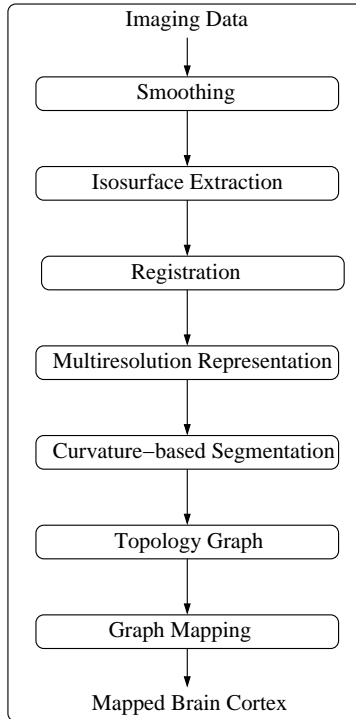 Imaging Data
Smoothing
Isosurface Extraction
Registration
Multiresolution Representation
Curvature−based Segmentation
Topology Graph
Graph Mapping
Mapped Brain Cortex